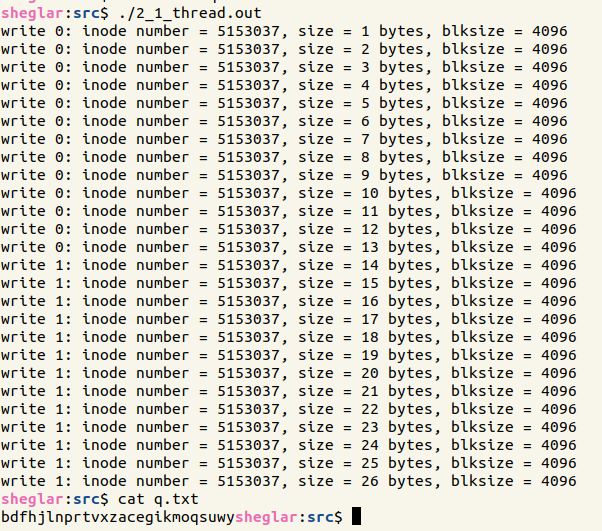 sheglar:src$ ./2_1_thread.out
write 0: inode number = 5153037, size = 1 bytes, blksize = 4096
write 0: inode number = 5153037, size = 2 bytes, blksize = 4096
write 0: inode number = 5153037, size = 3 bytes, blksize = 4096
write 0: inode number = 5153037, size = 4 bytes, blksize = 4096
write 0: inode number = 5153037, size = 5 bytes, blksize = 4096
write 0: inode number = 5153037, size = 6 bytes, blksize = 4096
write 0: inode number = 5153037, size = 7 bytes, blksize = 4096
write 0: inode number = 5153037, size = 8 bytes, blksize = 4096
write 0: inode number = 5153037, size = 9 bytes, blksize = 4096
write 0: inode number = 5153037, size = 10 bytes, blksize = 4096
write 0: inode number = 5153037, size = 11 bytes, blksize = 4096
write 0: inode number = 5153037, size = 12 bytes, blksize = 4096
write 0: inode number = 5153037, size = 13 bytes, blksize = 4096
write 1: inode number = 5153037, size = 14 bytes, blksize = 4096
write 1: inode number = 5153037, size = 15 bytes, blksize = 4096
write 1: inode number = 5153037, size = 16 bytes, blksize = 4096
write 1: inode number = 5153037, size = 17 bytes, blksize = 4096
write 1: inode number = 5153037, size = 18 bytes, blksize = 4096
write 1: inode number = 5153037, size = 19 bytes, blksize = 4096
write 1: inode number = 5153037, size = 20 bytes, blksize = 4096
write 1: inode number = 5153037, size = 21 bytes, blksize = 4096
write 1: inode number = 5153037, size = 22 bytes, blksize = 4096
write 1: inode number = 5153037, size = 23 bytes, blksize = 4096
write 1: inode number = 5153037, size = 24 bytes, blksize = 4096
write 1: inode number = 5153037, size = 25 bytes, blksize = 4096
write 1: inode number = 5153037, size = 26 bytes, blksize = 4096
sheglar:src$ cat q.txt
bdfhjlnprtvxzacegikmoqsuwysheglar:src$